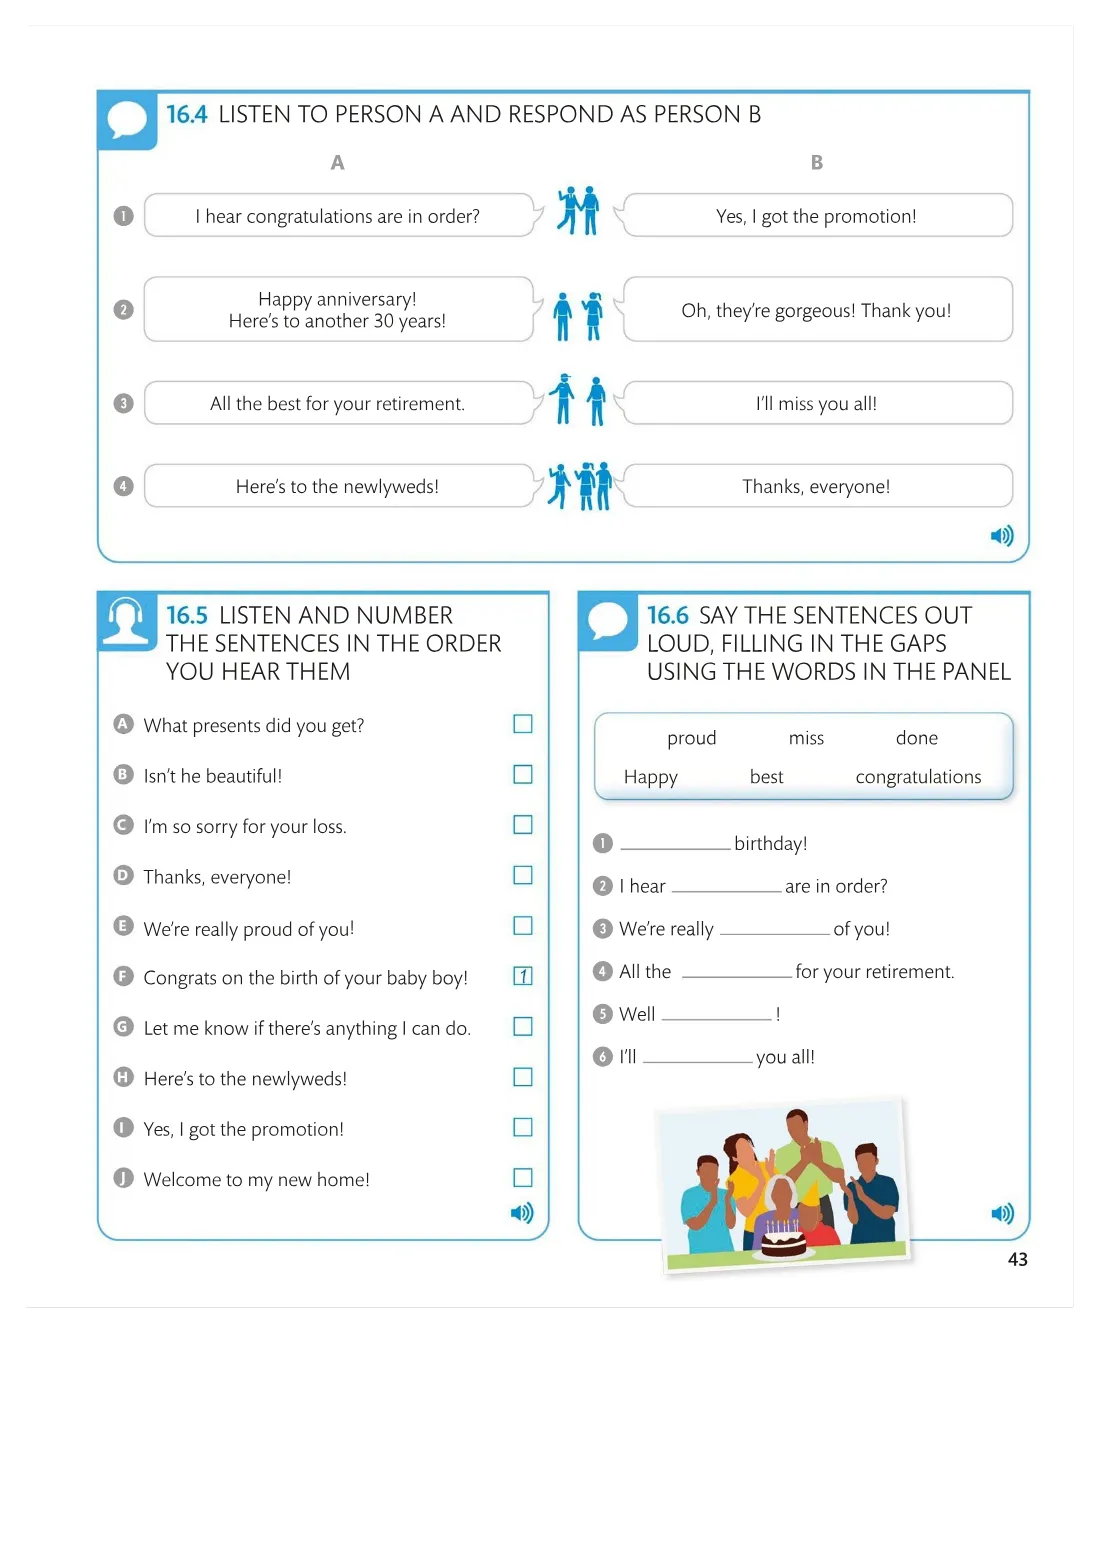 16.4 LISTEN TO PERSON A AND RESPOND AS PERSON B
A
B
1 I hear congratulations are in order?
Yes, I got the promotion!
2 Happy anniversary!
Here's to another 30 years!
Oh, they're gorgeous! Thank you!
3 All the best for your retirement.
I'll miss you all!
4 Here's to the newlyweds!
Thanks, everyone!
16.5 LISTEN AND NUMBER
THE SENTENCES IN THE ORDER
YOU HEAR THEM
A What presents did you get?
B Isn't he beautiful!
C I'm so sorry for your loss.
D Thanks, everyone!
E We're really proud of you!
F Congrats on the birth of your baby boy! 1
G Let me know if there's anything I can do.
H Here's to the newlyweds!
I Yes, I got the promotion!
J Welcome to my new home!
16.6 SAY THE SENTENCES OUT
LOUD, FILLING IN THE GAPS
USING THE WORDS IN THE PANEL
proud miss done
Happy best congratulations
1 ___________ birthday!
2 I hear ___________ are in order?
3 We're really ___________ of you!
4 All the ___________ for your retirement.
5 Well ___________ !
6 I'll ___________ you all!
43